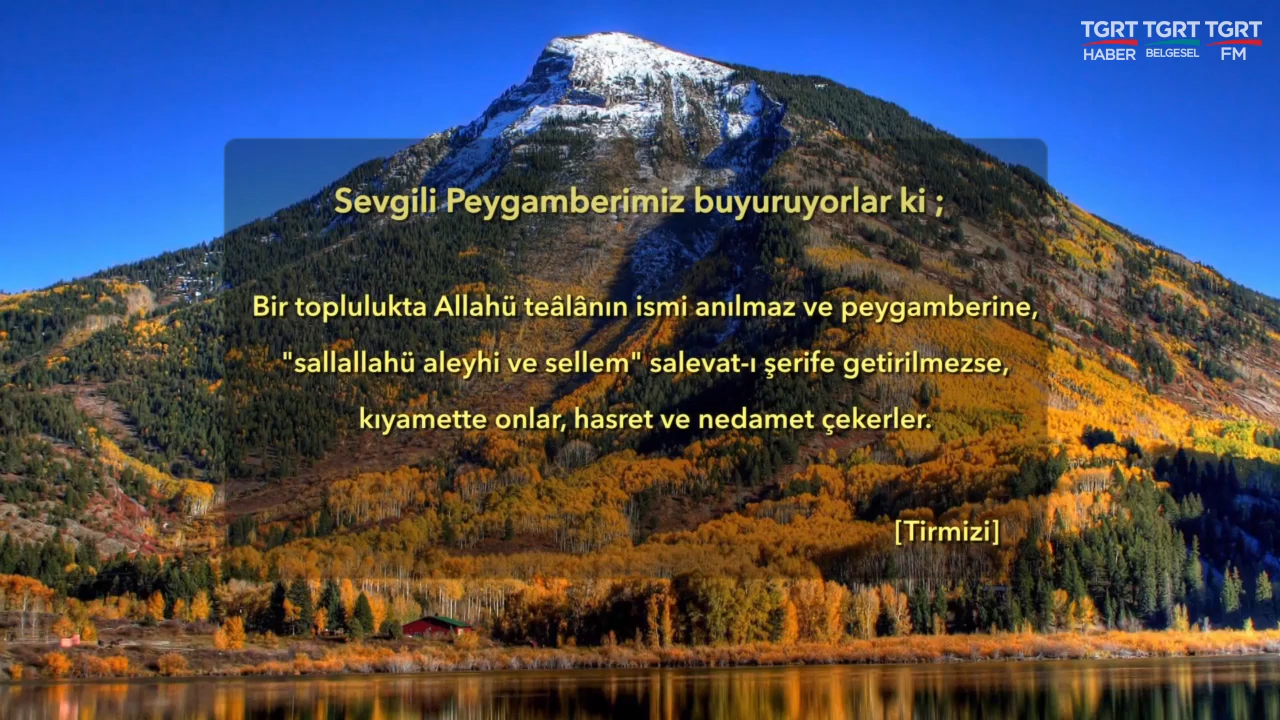 TGRT TGRT TGRT
HABER BELGESEL FM
Sevgili Peygamberimiz buyuruyorlar ki ;
Bir toplulukta Allahü teâlânın ismi anılmaz ve peygamberine,
"sallallahü aleyhi ve sellem" salevat-ı şerife getirilmezse,
kıyamette onlar, hasret ve nedamet çekerler.
[Tirmizi]